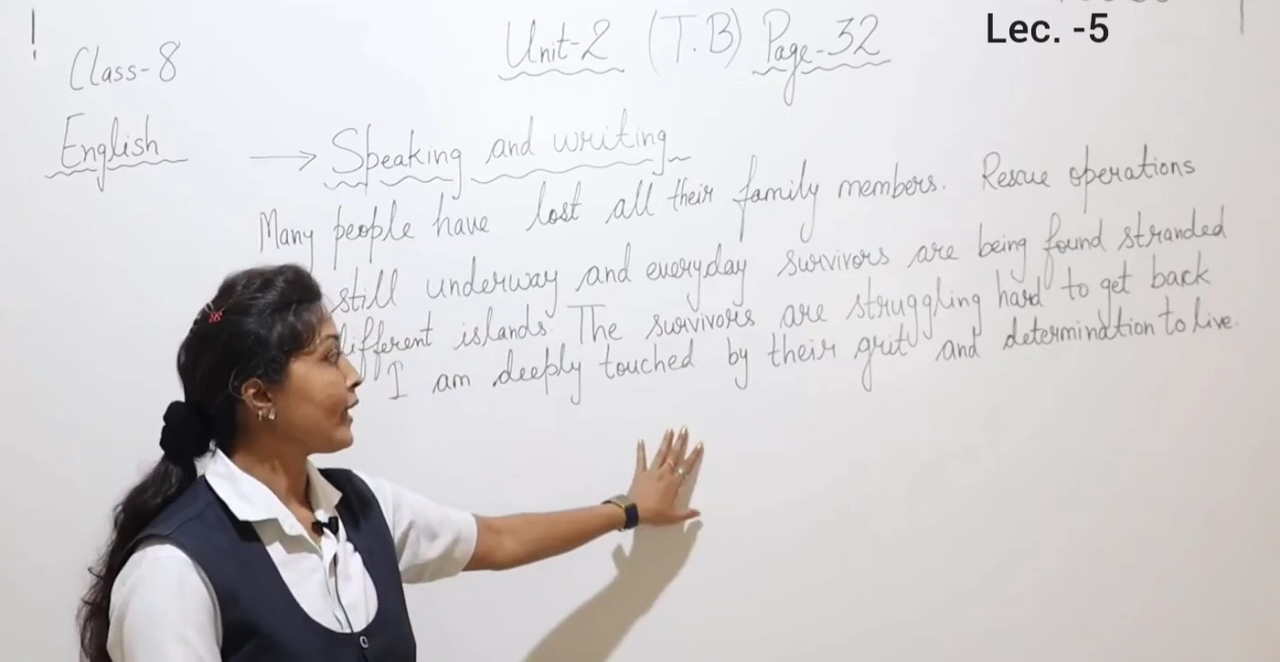 Lec. -5
Unit-2 (T.B) Page-32
Class-8
English
→ Speaking and writing
Many people have lost all their family members. Rescue operations
still underway and everyday survivors are being found stranded
different islands. The survivors are struggling hard to get back
I am deeply touched by their grit and determination to live.